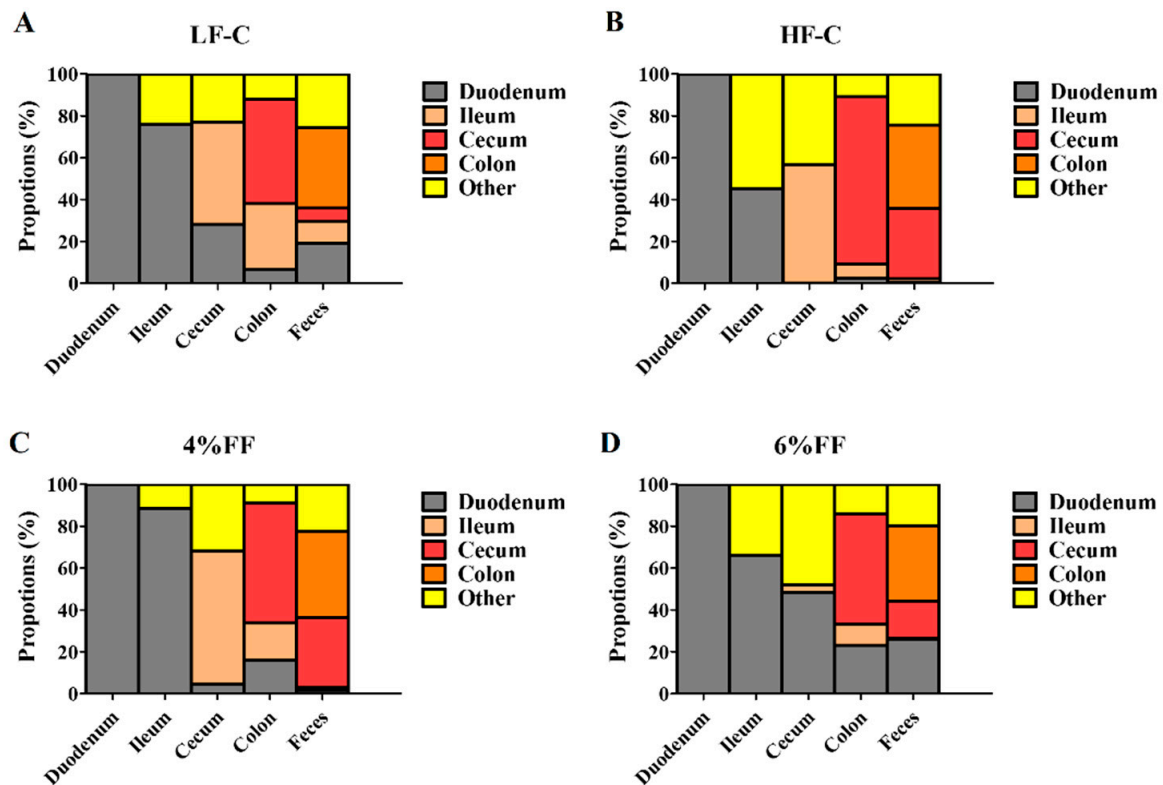 A
LF-C
Propotions (%)
100
80
60
40
20
0
Duodenum
Ileum
Cecum
Colon
Feces
Duodenum
Ileum
Cecum
Colon
Other
B
HF-C
Propotions (%)
100
80
60
40
20
0
Duodenum
Ileum
Cecum
Colon
Feces
Duodenum
Ileum
Cecum
Colon
Other
C
4%FF
Propotions (%)
100
80
60
40
20
0
Duodenum
Ileum
Cecum
Colon
Feces
Duodenum
Ileum
Cecum
Colon
Other
D
6%FF
Propotions (%)
100
80
60
40
20
0
Duodenum
Ileum
Cecum
Colon
Feces
Duodenum
Ileum
Cecum
Colon
Other